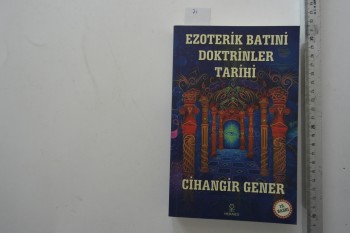 EZOTERİK BATINİ
DOKTRİNLER
TARİHİ
CİHANGİR GENER